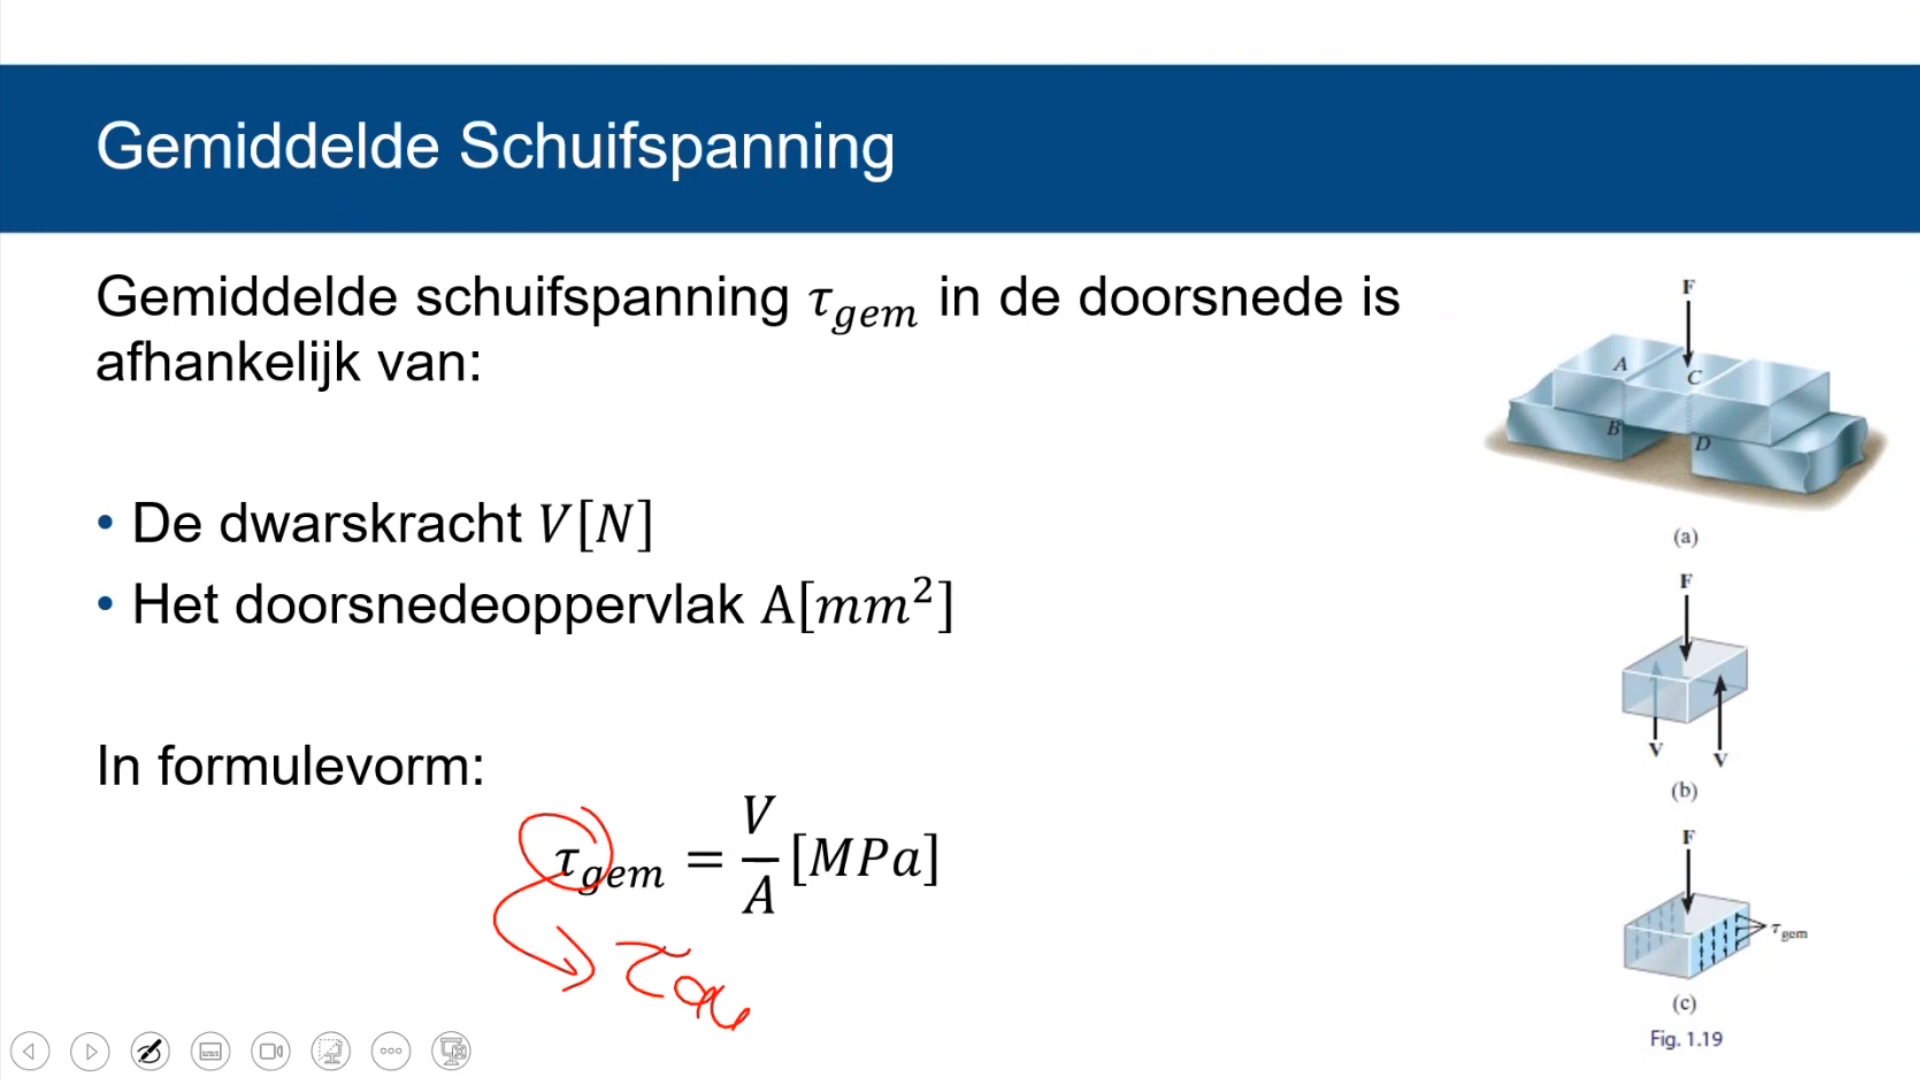 Gemiddelde Schuifspanning
Gemiddelde schuifspanning τ_gem in de doorsnede is
afhankelijk van:
• De dwarskracht V[N]
• Het doorsnedeoppervlak A[mm²]
In formulevorm:
τ_gem = V/A [MPa]
F
A
C
B
D
(a)
F
V
V
(b)
F
τ_gem
(c)
Fig. 1.19